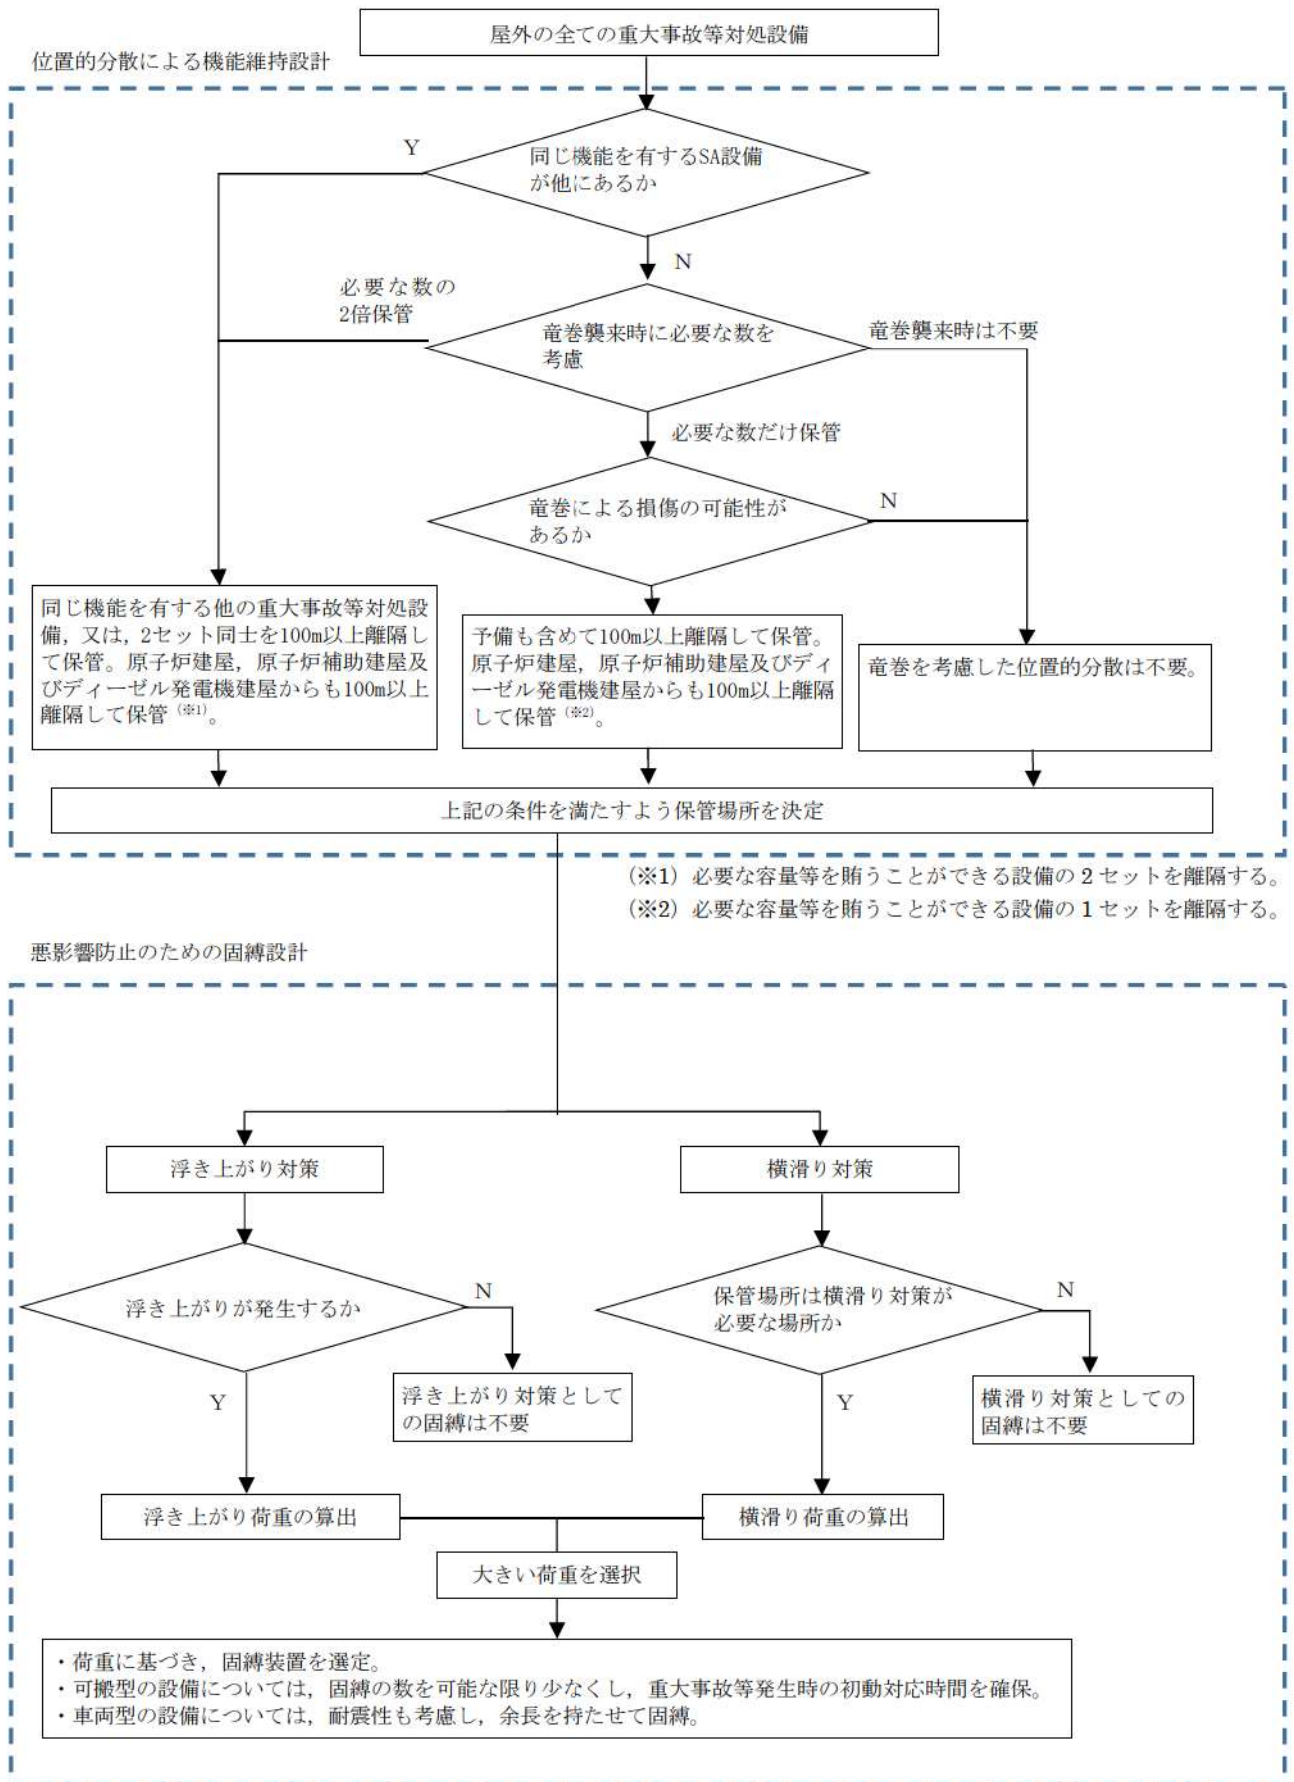 屋外の全ての重大事故等対処設備
位置的分散による機能維持設計
Y
同じ機能を有するSA設備
が他にあるか
N
必要な数の
2倍保管
竜巻襲来時に必要な数を
考慮
竜巻襲来時は不要
必要な数だけ保管
竜巻による損傷の可能性が
あるか
N
同じ機能を有する他の重大事故等対処設
備，又は，2セット同士を100m以上離隔し
て保管。原子炉建屋，原子炉補助建屋及
びディーゼル発電機建屋からも100m以上
離隔して保管（※1）。
予備も含めて100m以上離隔して保管。
原子炉建屋，原子炉補助建屋及びディ
ーゼル発電機建屋からも100m以上離隔
して保管（※2）。
竜巻を考慮した位置的分散は不要。
上記の条件を満たすよう保管場所を決定
（※1）必要な容量等を賄うことができる設備の 2 セットを離隔する。
（※2）必要な容量等を賄うことができる設備の 1 セットを離隔する。
悪影響防止のための固縛設計
浮き上がり対策
横滑り対策
浮き上がりが発生するか
N
保管場所は横滑り対策が
必要な場所か
N
Y
浮き上がり対策として
の固縛は不要
Y
横滑り対策としての
固縛は不要
浮き上がり荷重の算出
横滑り荷重の算出
大きい荷重を選択
・荷重に基づき，固縛装置を選定。
・可搬型の設備については，固縛の数を可能な限り少なくし，重大事故等発生時の初動対応時間を確保。
・車両型の設備については，耐震性も考慮し，余長を持たせて固縛。